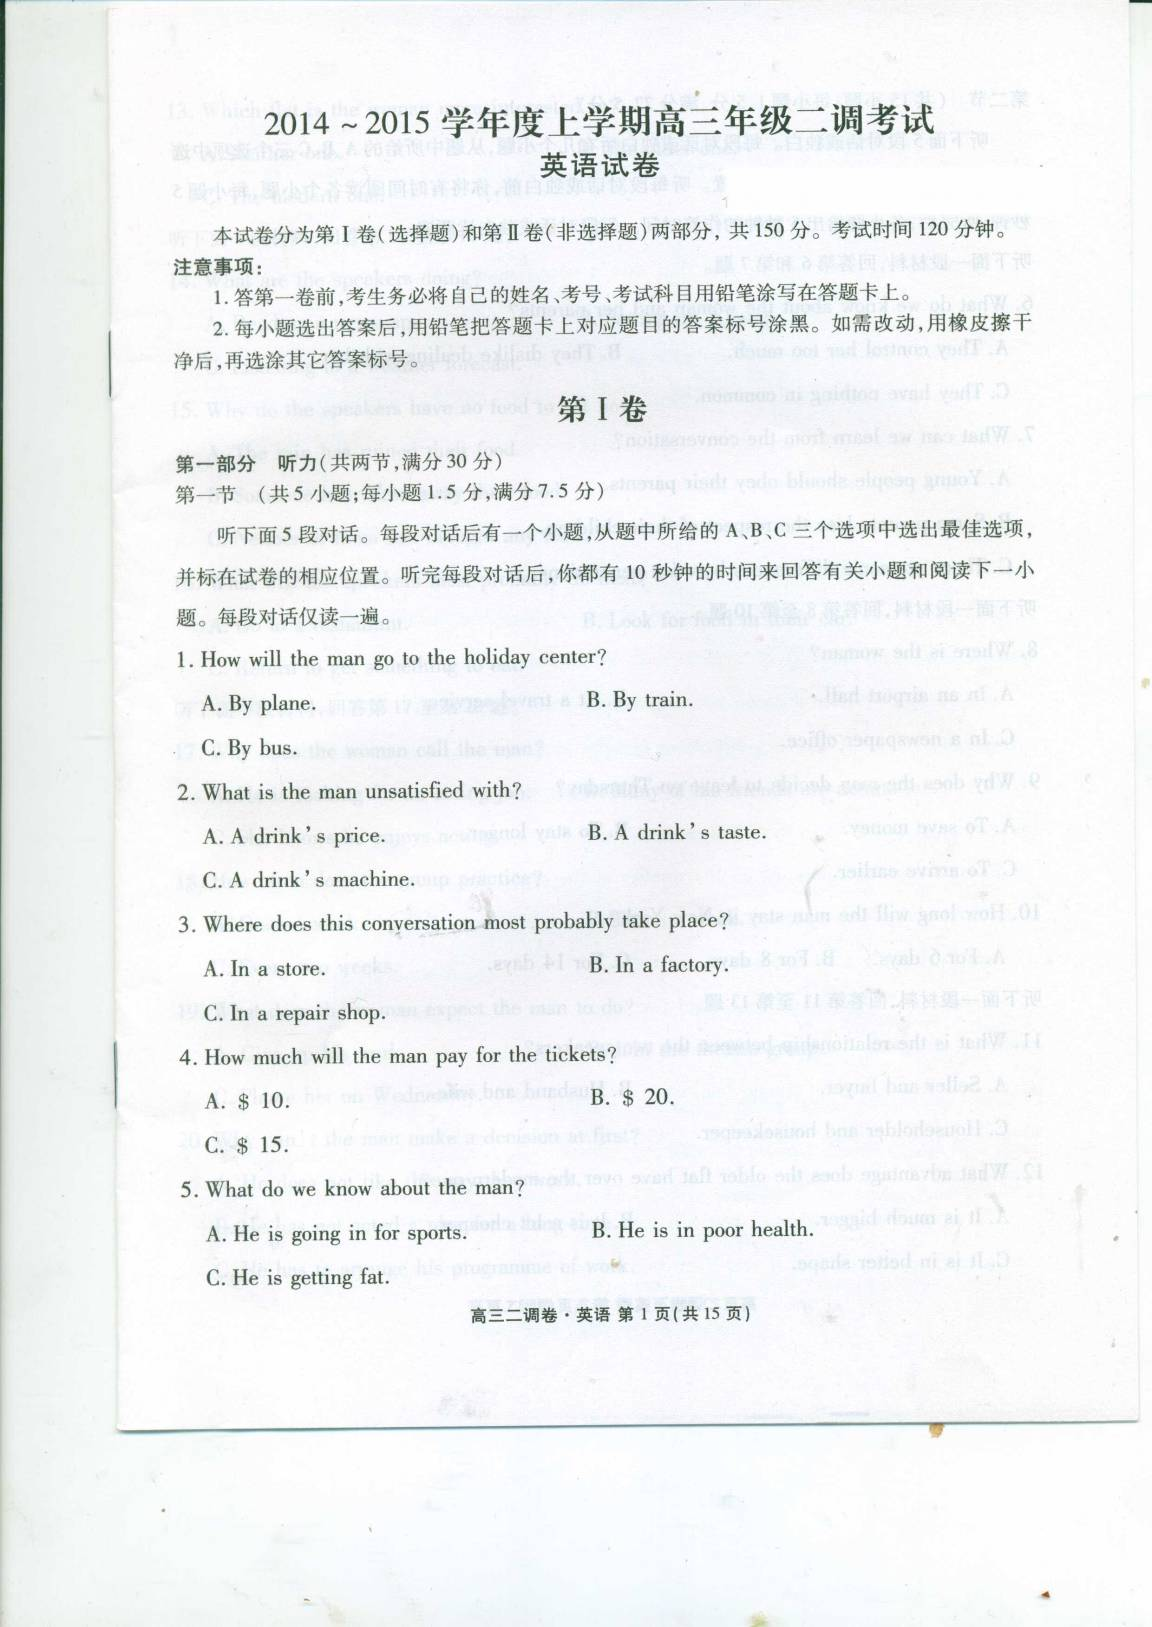 2014～2015学年度上学期高三年级二调考试
英语试卷
本试卷分为第Ⅰ卷(选择题)和第Ⅱ卷(非选择题)两部分，共150分。考试时间120分钟。
注意事项:
1.答第一卷前,考生务必将自己的姓名、考号、考试科目用铅笔涂写在答题卡上。
2.每小题选出答案后,用铅笔把答题卡上对应题目的答案标号涂黑。如需改动,用橡皮擦干
净后,再选涂其它答案标号。
第Ⅰ卷
第一部分 听力(共两节,满分30分)
第一节 (共5小题;每小题1.5分,满分7.5分)
听下面5段对话。每段对话后有一个小题,从题中所给的A、B、C三个选项中选出最佳选项,
并标在试卷的相应位置。听完每段对话后,你都有10秒钟的时间来回答有关小题和阅读下一小
题。每段对话仅读一遍。
1. How will the man go to the holiday center?
A. By plane. B. By train.
C. By bus.
2. What is the man unsatisfied with?
A. A drink's price. B. A drink's taste.
C. A drink's machine.
3. Where does this conversation most probably take place?
A. In a store. B. In a factory.
C. In a repair shop.
4. How much will the man pay for the tickets?
A. $ 10. B. $ 20.
C. $ 15.
5. What do we know about the man?
A. He is going in for sports. B. He is in poor health.
C. He is getting fat.
高三二调卷·英语 第1页(共15页)